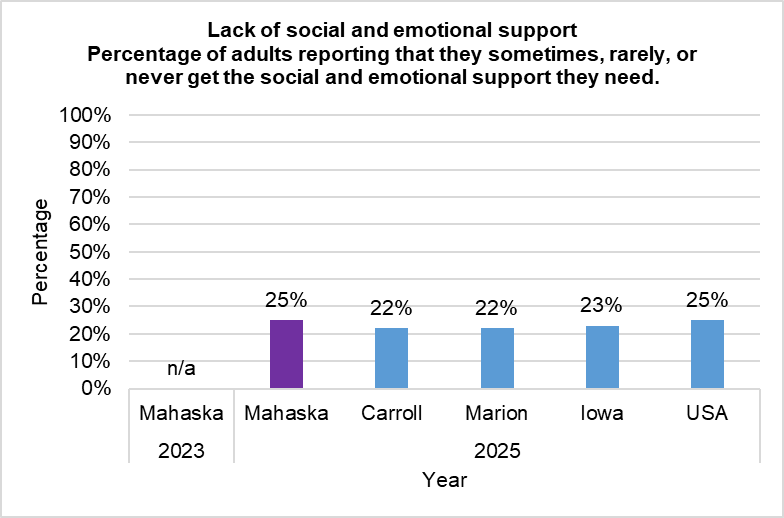 Lack of social and emotional support
Percentage of adults reporting that they sometimes, rarely, or
never get the social and emotional support they need.
100%
90%
80%
70%
60%
50%
40%
30%
20%
10%
0%
Percentage
n/a
25%
22%
22%
23%
25%
Mahaska
Mahaska
Carroll
Marion
Iowa
USA
2023
2025
Year